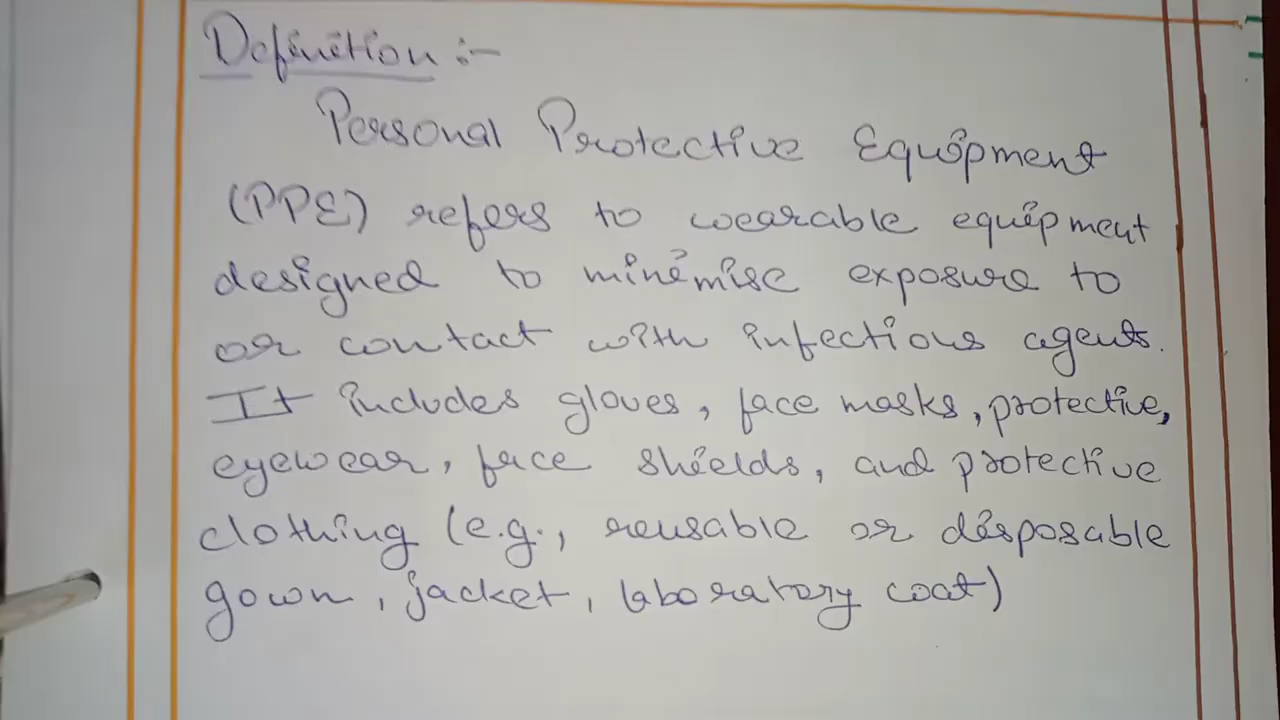 Definition :-
Personal Protective Equipment
(PPE) refers to wearable equipment
designed to minimise exposure to
or contact with infectious agents.
It includes gloves, face masks, protective,
eyewear, face shields, and protective
clothing (e.g., reusable or disposable
gown, jacket, laboratory coat)